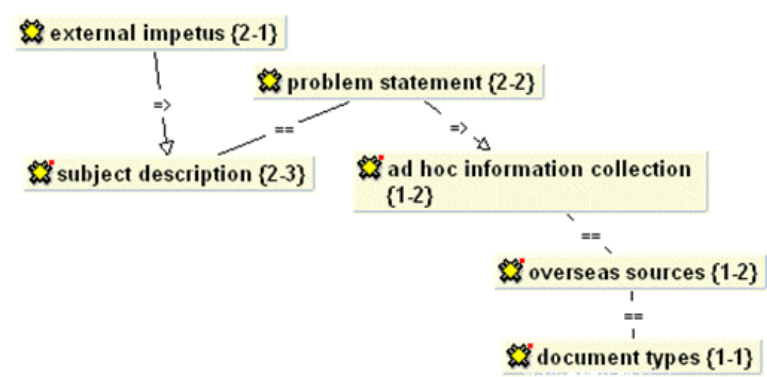 external impetus {2-1}
problem statement {2-2}
=>
==
=>
subject description {2-3}
ad hoc information collection
{1-2}
==
overseas sources {1-2}
==
document types {1-1}